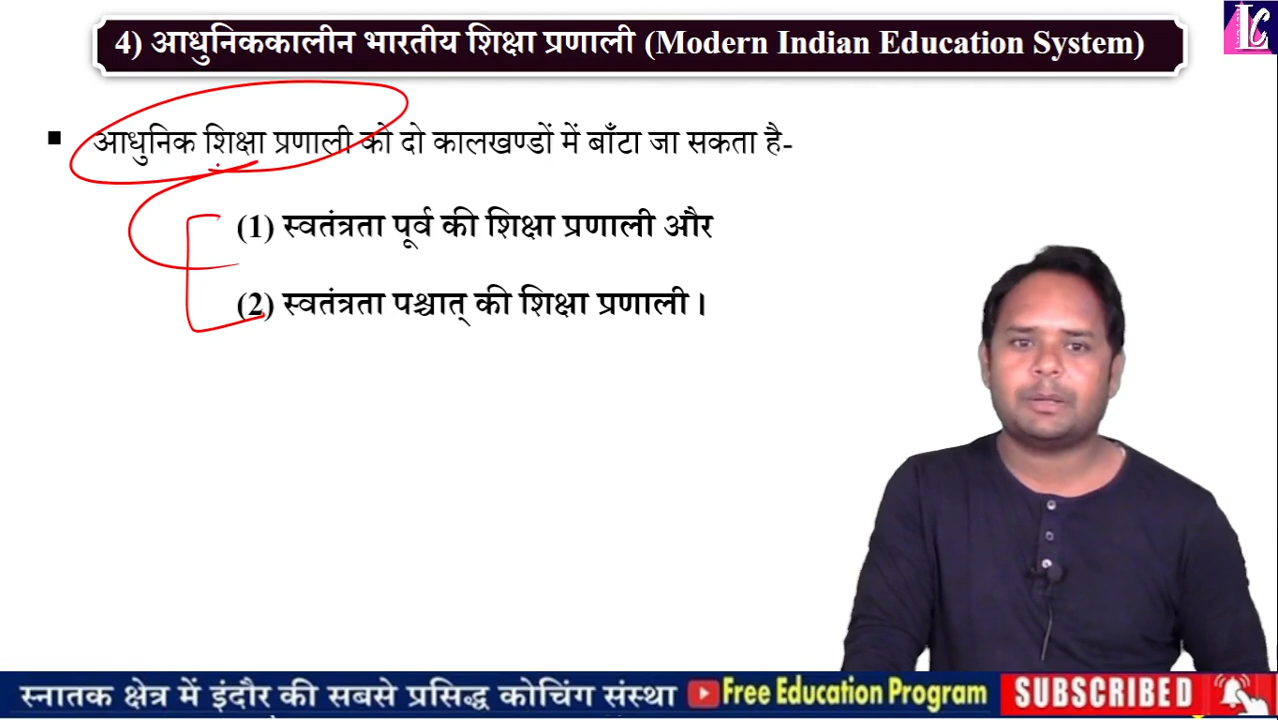 4) आधुनिककालीन भारतीय शिक्षा प्रणाली (Modern Indian Education System)
LC
▪ आधुनिक शिक्षा प्रणाली को दो कालखण्डों में बाँटा जा सकता है-
(1) स्वतंत्रता पूर्व की शिक्षा प्रणाली और
(2) स्वतंत्रता पश्चात् की शिक्षा प्रणाली ।
स्नातक क्षेत्र में इंदौर की सबसे प्रसिद्ध कोचिंग संस्था Free Education Program SUBSCRIBED